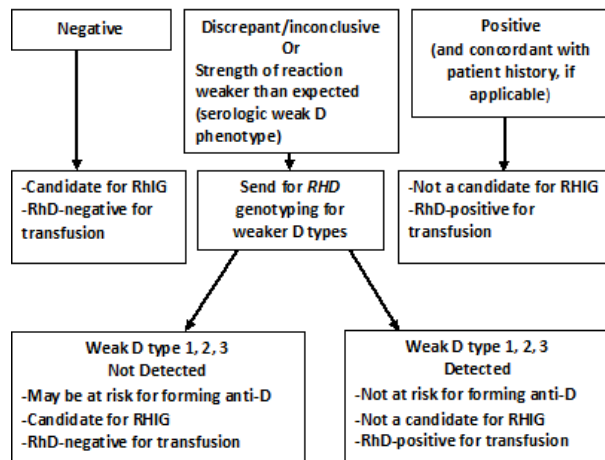 Negative
Discrepant/inconclusive
Or
Strength of reaction
weaker than expected
(serologic weak D
phenotype)
Positive
(and concordant with
patient history, if
applicable)
-Candidate for RhIG
-RhD-negative for
transfusion
Send for RHD
genotyping for
weaker D types
-Not a candidate for RHIG
-RhD-positive for
transfusion
Weak D type 1, 2, 3
Not Detected
-May be at risk for forming anti-D
-Candidate for RHIG
-RhD-negative for transfusion
Weak D type 1, 2, 3
Detected
-Not at risk for forming anti-D
-Not a candidate for RHIG
-RhD-positive for transfusion